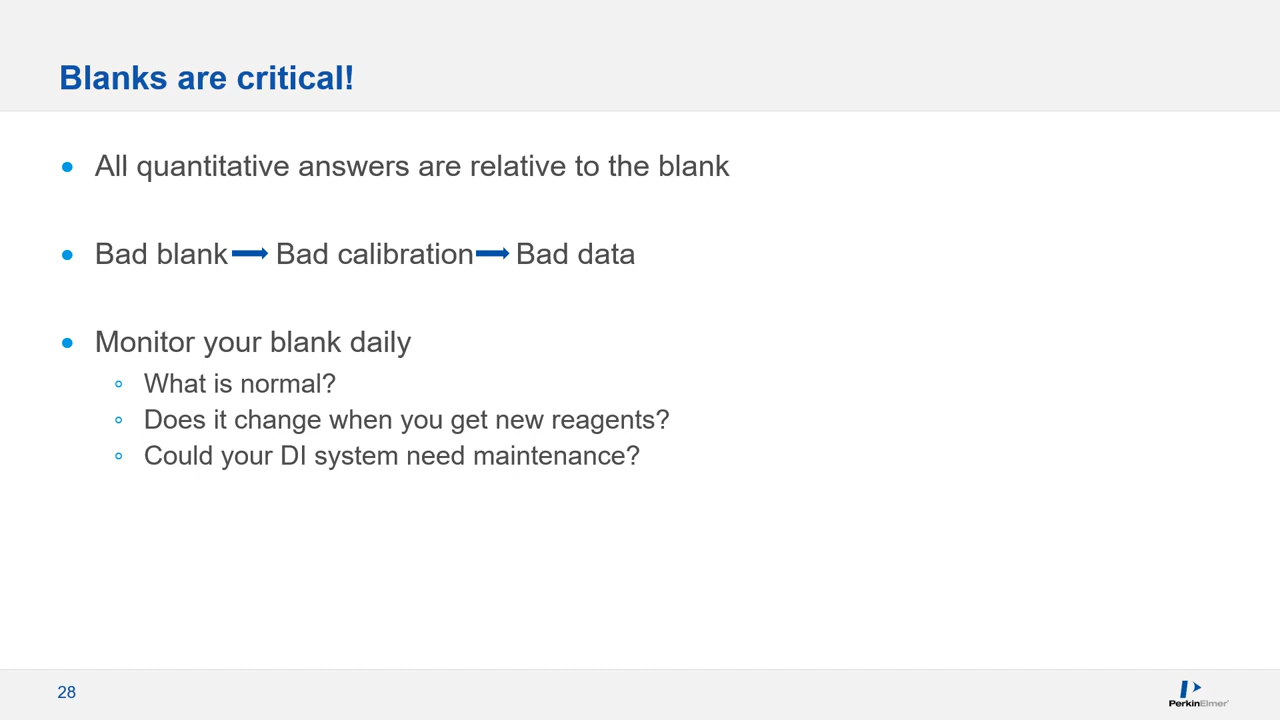 Blanks are critical!
All quantitative answers are relative to the blank
Bad blank Bad calibration Bad data
Monitor your blank daily
What is normal?
Does it change when you get new reagents?
Could your DI system need maintenance?
28
PerkinElmer